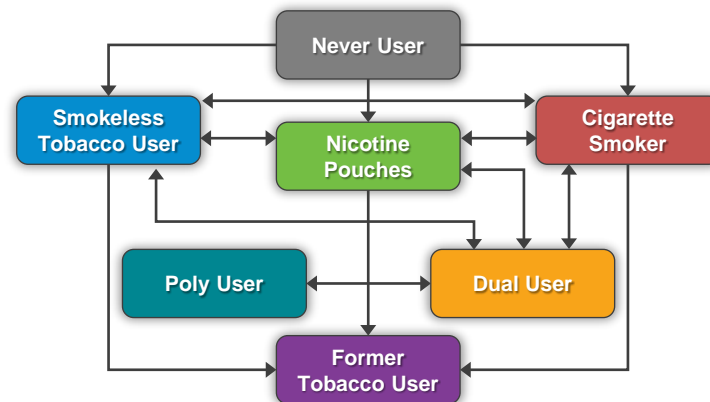 Never User
Smokeless
Tobacco User
Nicotine
Pouches
Cigarette
Smoker
Poly User
Dual User
Former
Tobacco User